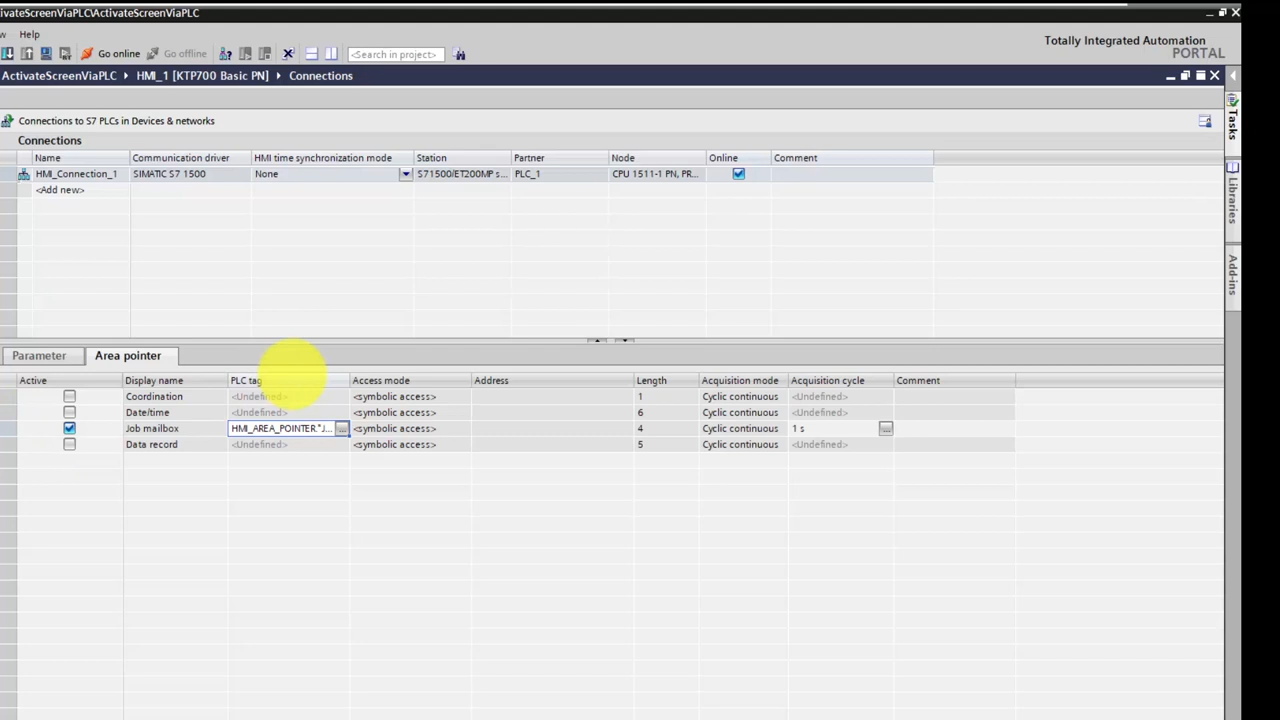 ivateScreenViaPLC\ActivateScreenViaPLC
w Help
Totally Integrated Automation
PORTAL
Go online Go offline <Search in project>
ActivateScreenViaPLC HMI_1 [KTP700 Basic PN] Connections
Connections to S7 PLCs in Devices & networks
Connections
Name Communication driver HMI time synchronization mode Station Partner Node Online Comment
HMI_Connection_1 SIMATIC S7 1500 None S71500/ET200MP s... PLC_1 CPU 1511-1 PN, PR...
<Add new>
Parameter Area pointer
Active Display name PLC tag Access mode Address Length Acquisition mode Acquisition cycle Comment
Coordination <Undefined> <symbolic access> 1 Cyclic continuous <Undefined>
Date/time <Undefined> <symbolic access> 6 Cyclic continuous <Undefined>
Job mailbox HMI_AREA_POINTER."J... ... <symbolic access> 4 Cyclic continuous 1 s ...
Data record <Undefined> <symbolic access> 5 Cyclic continuous <Undefined>
Tasks
Libraries
Add-ins